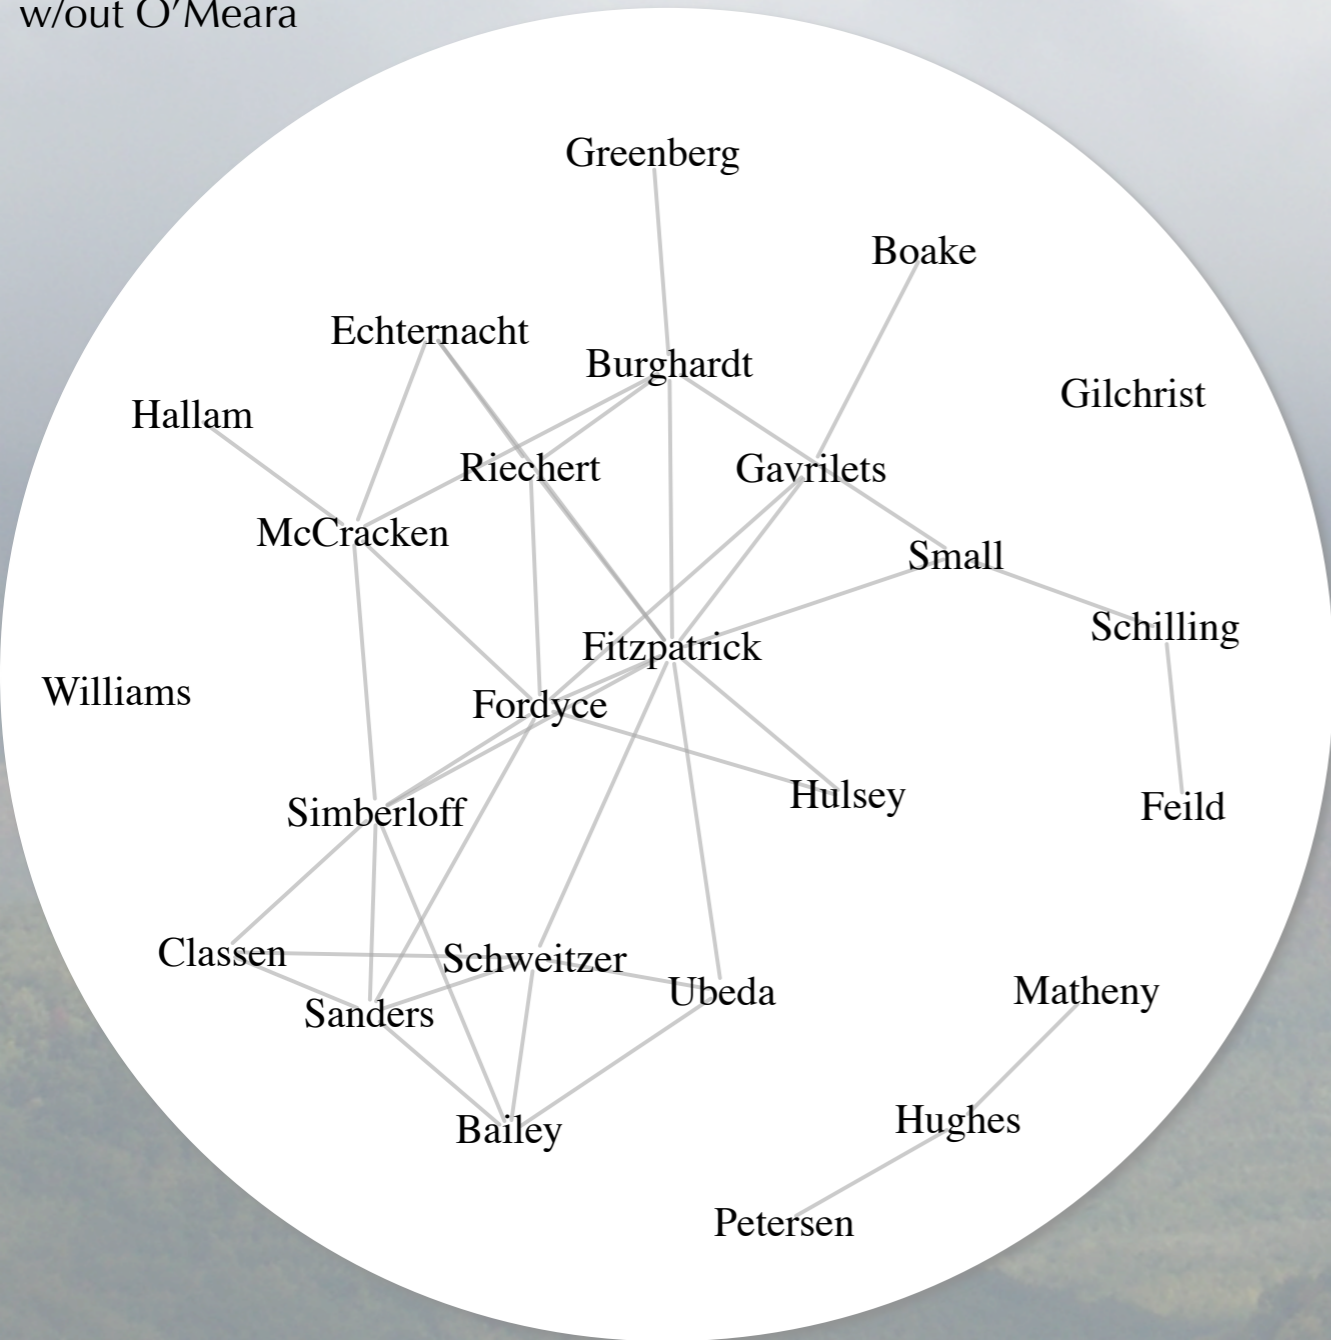 w/out O'Meara
Greenberg
Boake
Echternacht
Burghardt
Gilchrist
Hallam
Riechert
Gavrilets
McCracken
Small
Schilling
Fitzpatrick
Williams
Fordyce
Hulsey
Feild
Simberloff
Classen
Schweitzer
Ubeda
Matheny
Sanders
Hughes
Bailey
Petersen